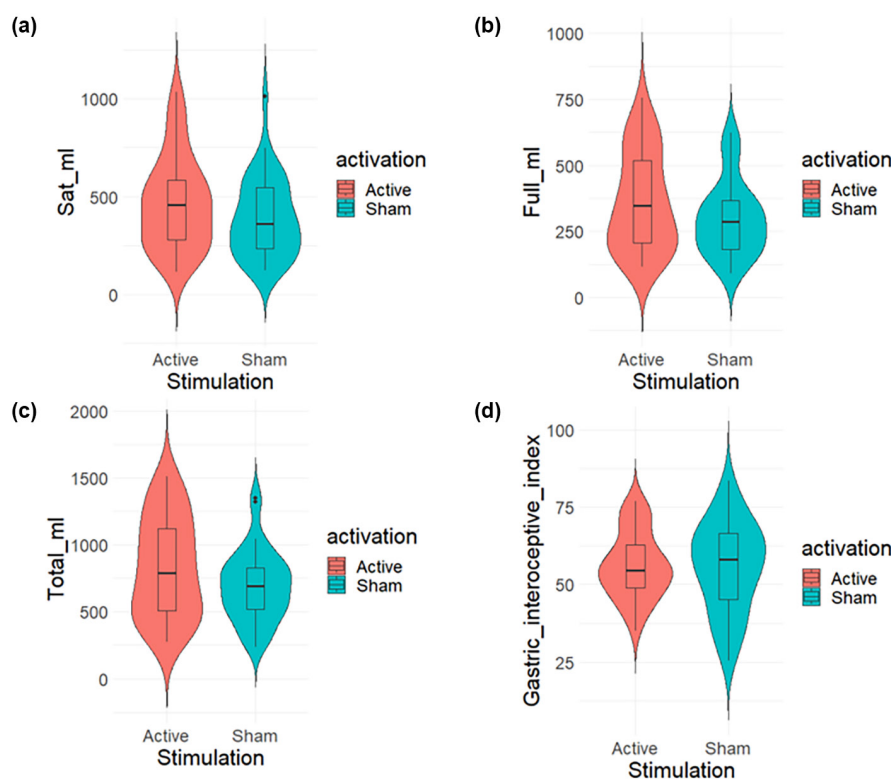 (a)
1000
500
0
Sat_ml
Active
Sham
Stimulation
activation
Active
Sham
(b)
1000
750
500
250
0
Full_ml
Active
Sham
Stimulation
activation
Active
Sham
(c)
2000
1500
1000
500
0
Total_ml
Active
Sham
Stimulation
activation
Active
Sham
(d)
100
75
50
25
Gastric_interoceptive_index
Active
Sham
Stimulation
activation
Active
Sham